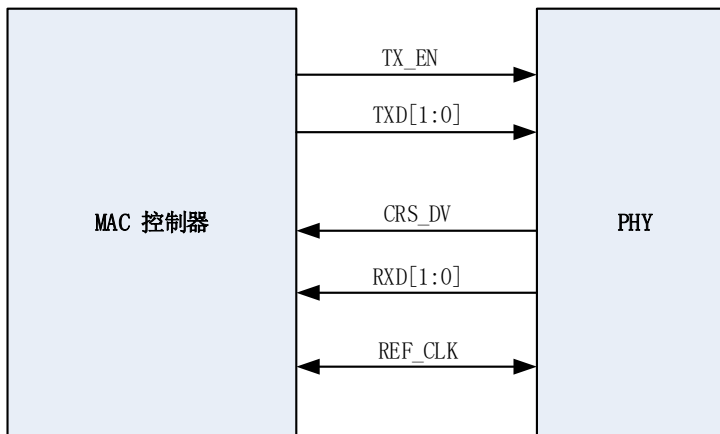 TX_EN
TXD[1:0]
MAC 控制器
CRS_DV
PHY
RXD[1:0]
REF_CLK